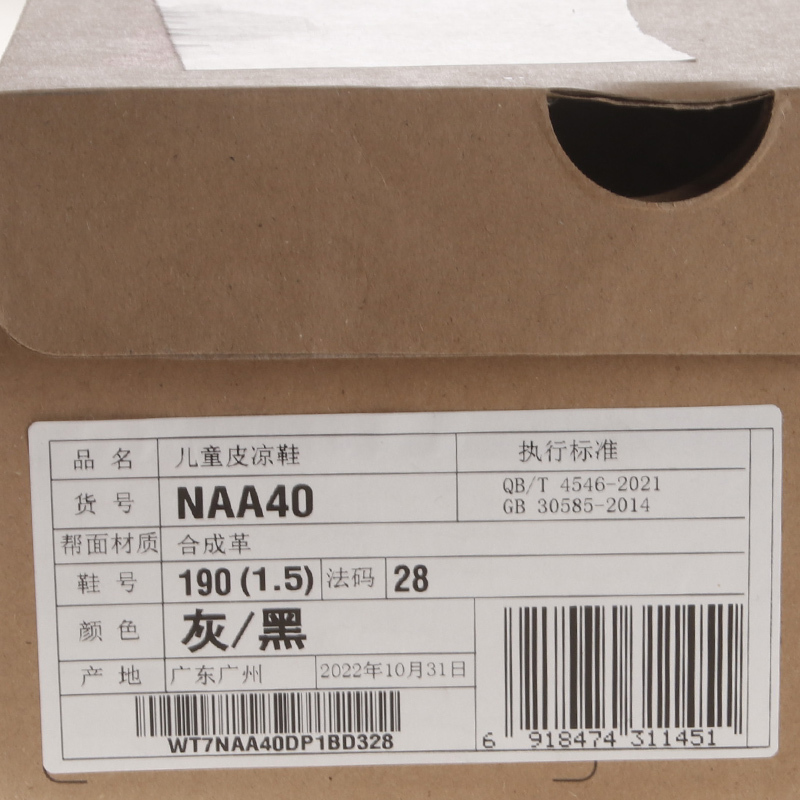 品 名 儿童皮凉鞋 执行标准
货 号 NAA40 QB/T 4546-2021
GB 30585-2014
帮面材质 合成革
鞋 号 190(1.5) 法码 28
颜 色 灰/黑
产 地 广东广州 2022年10月31日
WT7NAA40DP1BD328
6 918474 311451